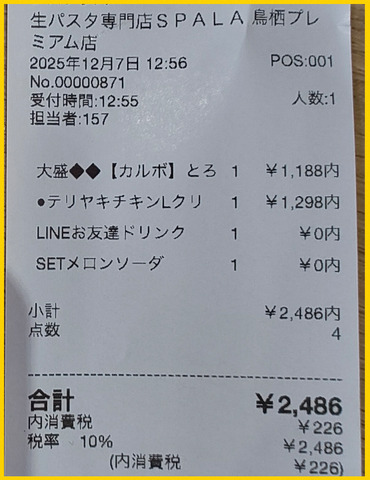 生パスタ専門店SPALA 鳥栖プレ
ミアム店
2025年12月7日 12:56 POS:001
No.00000871
受付時間:12:55 人数:1
担当者:157
大盛◆◆【カルボ】とろ 1 ¥1,188内
●テリヤキチキンLクリ 1 ¥1,298内
LINEお友達ドリンク 1 ¥0内
SETメロンソーダ 1 ¥0内
小計 ¥2,486内
点数 4
合計 ¥2,486
内消費税 ¥226
税率 10% ¥2,486
(内消費税 ¥226)